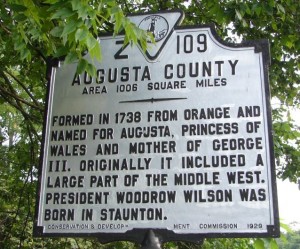 Z 109
AUGUSTA COUNTY
AREA 1006 SQUARE MILES
FORMED IN 1738 FROM ORANGE AND
NAMED FOR AUGUSTA, PRINCESS OF
WALES AND MOTHER OF GEORGE
III. ORIGINALLY IT INCLUDED A
LARGE PART OF THE MIDDLE WEST.
PRESIDENT WOODROW WILSON WAS
BORN IN STAUNTON.
CONSERVATION & DEVELOPMENT COMMISSION 1929